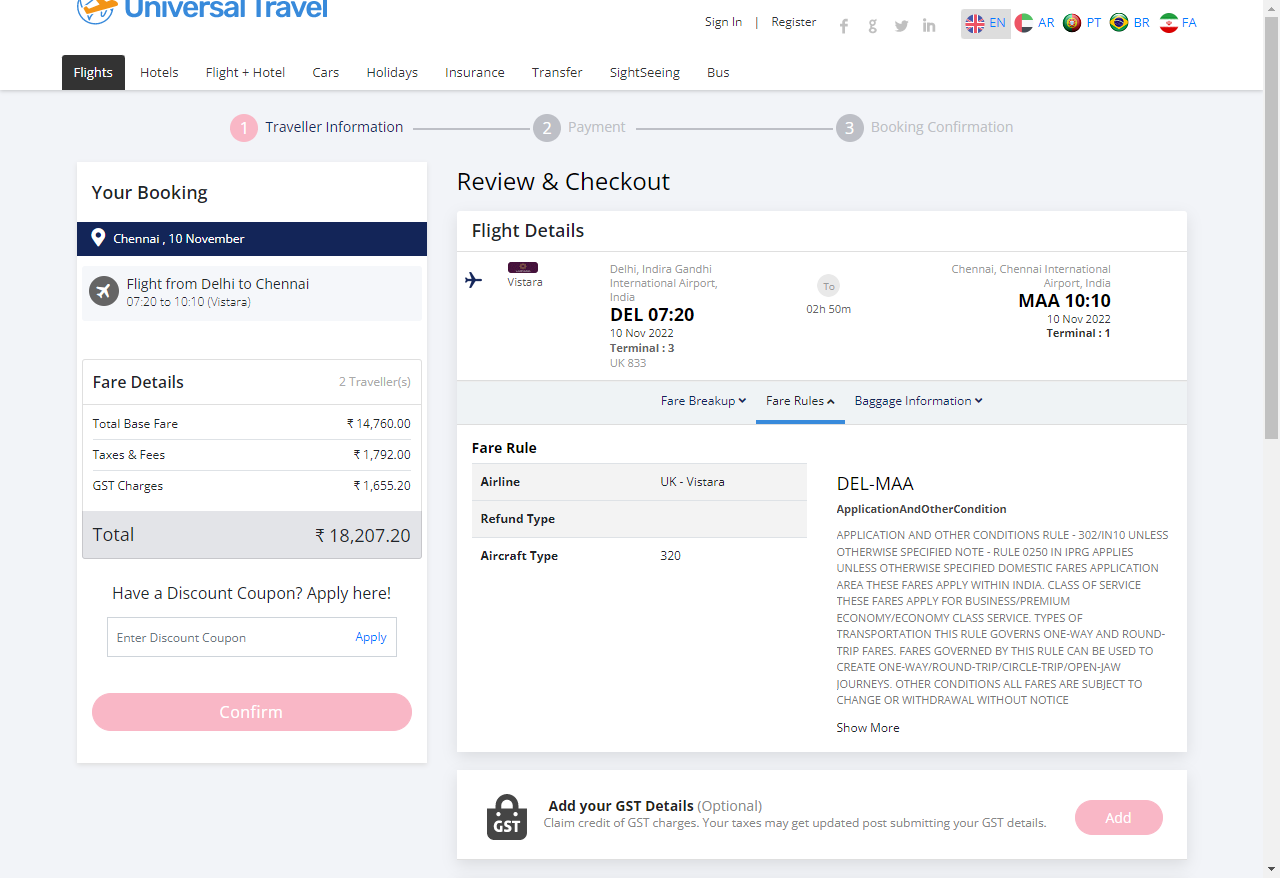 Universal Travel
Sign In | Register
EN AR PT BR FA
Flights Hotels Flight + Hotel Cars Holidays Insurance Transfer SightSeeing Bus
1 Traveller Information 2 Payment 3 Booking Confirmation
Your Booking
Chennai , 10 November
Flight from Delhi to Chennai
07:20 to 10:10 (Vistara)
Fare Details 2 Traveller(s)
Total Base Fare ₹ 14,760.00
Taxes & Fees ₹ 1,792.00
GST Charges ₹ 1,655.20
Total ₹ 18,207.20
Have a Discount Coupon? Apply here!
Enter Discount Coupon Apply
Confirm
Review & Checkout
Flight Details
Vistara
Delhi, Indira Gandhi
International Airport,
India
DEL 07:20
10 Nov 2022
Terminal : 3
UK 833
To
02h 50m
Chennai, Chennai International
Airport, India
MAA 10:10
10 Nov 2022
Terminal : 1
Fare Breakup Fare Rules Baggage Information
Fare Rule
Airline UK - Vistara
Refund Type
Aircraft Type 320
DEL-MAA
ApplicationAndOtherCondition
APPLICATION AND OTHER CONDITIONS RULE - 302/IN10 UNLESS
OTHERWISE SPECIFIED NOTE - RULE 0250 IN IPRG APPLIES
UNLESS OTHERWISE SPECIFIED DOMESTIC FARES APPLICATION
AREA THESE FARES APPLY WITHIN INDIA. CLASS OF SERVICE
THESE FARES APPLY FOR BUSINESS/PREMIUM
ECONOMY/ECONOMY CLASS SERVICE. TYPES OF
TRANSPORTATION THIS RULE GOVERNS ONE-WAY AND ROUND-
TRIP FARES. FARES GOVERNED BY THIS RULE CAN BE USED TO
CREATE ONE-WAY/ROUND-TRIP/CIRCLE-TRIP/OPEN-JAW
JOURNEYS. OTHER CONDITIONS ALL FARES ARE SUBJECT TO
CHANGE OR WITHDRAWAL WITHOUT NOTICE
Show More
GST
Add your GST Details (Optional)
Claim credit of GST charges. Your taxes may get updated post submitting your GST details.
Add